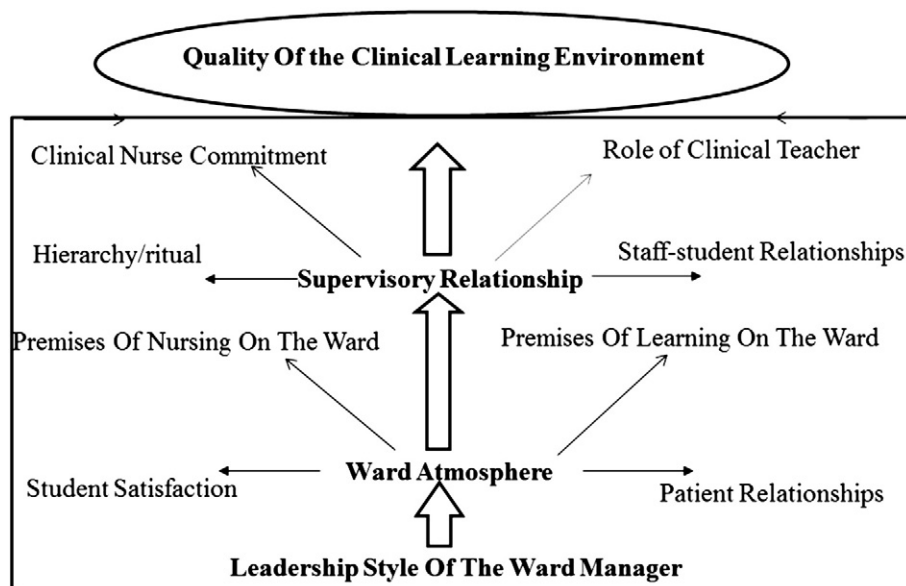 Quality Of the Clinical Learning Environment
Clinical Nurse Commitment
Role of Clinical Teacher
Hierarchy/ritual
Staff-student Relationships
Supervisory Relationship
Premises Of Nursing On The Ward
Premises Of Learning On The Ward
Ward Atmosphere
Student Satisfaction
Patient Relationships
Leadership Style Of The Ward Manager